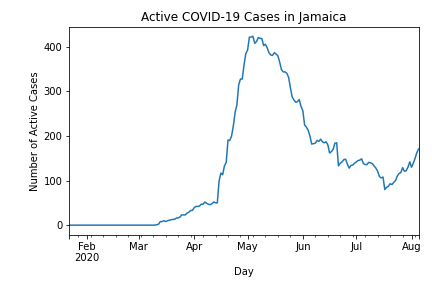 Active COVID-19 Cases in Jamaica
Number of Active Cases
400
300
200
100
0
Feb Mar Apr May Jun Jul Aug
2020
Day